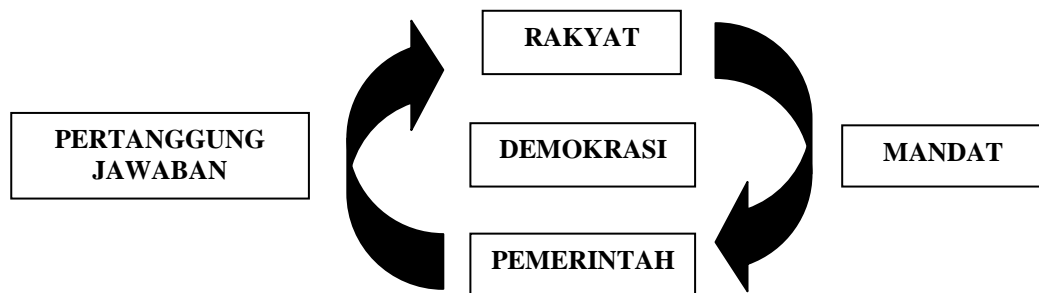 RAKYAT
PERTANGGUNG
JAWABAN
DEMOKRASI
MANDAT
PEMERINTAH